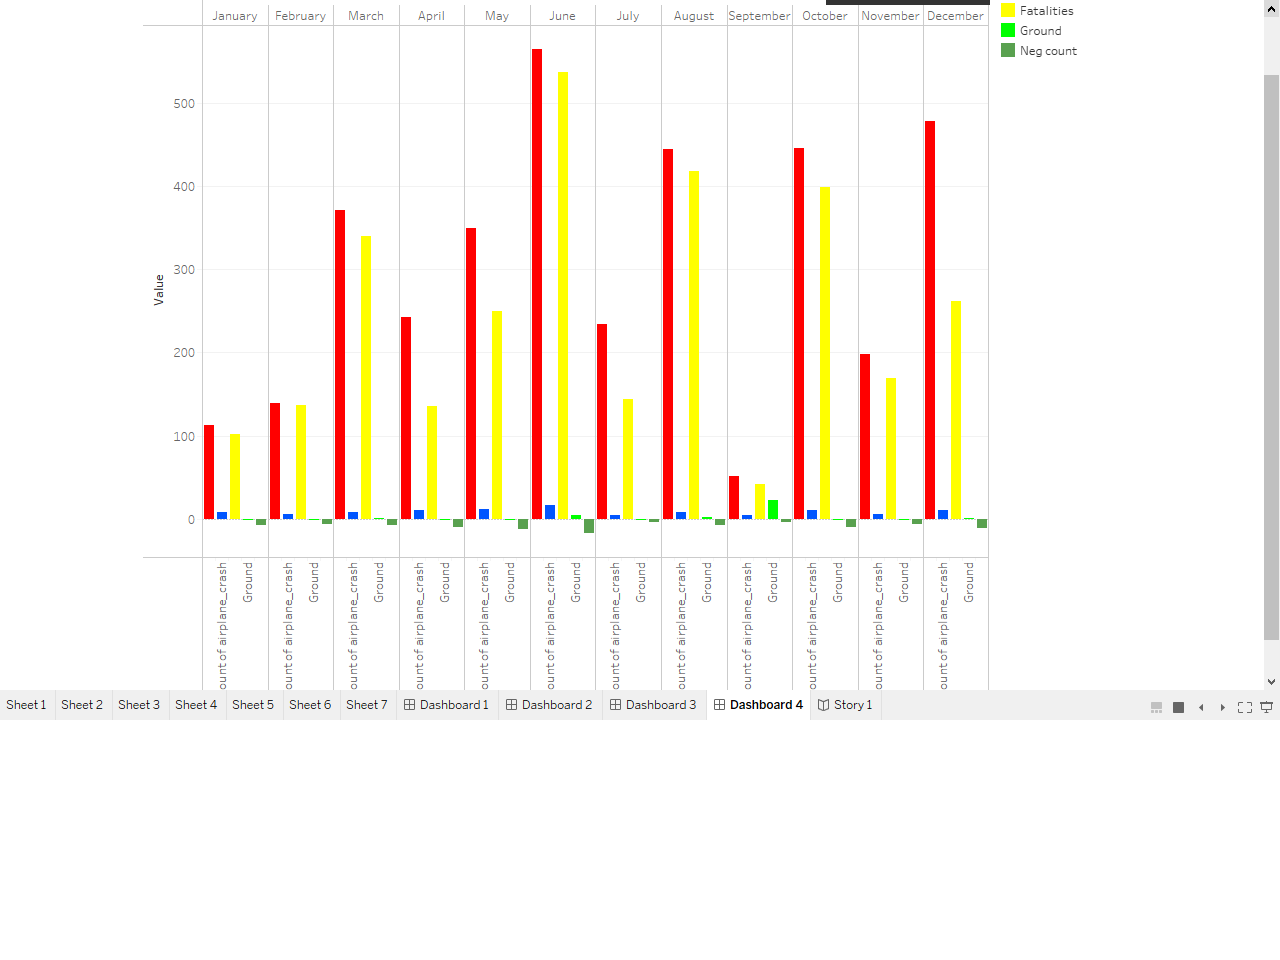 January February March April May June July August September October November December
Fatalities
Ground
Neg count
500
400
300
200
100
0
Value
ount of airplane_crash
Ground
ount of airplane_crash
Ground
ount of airplane_crash
Ground
ount of airplane_crash
Ground
ount of airplane_crash
Ground
ount of airplane_crash
Ground
ount of airplane_crash
Ground
ount of airplane_crash
Ground
ount of airplane_crash
Ground
ount of airplane_crash
Ground
ount of airplane_crash
Ground
ount of airplane_crash
Ground
Sheet 1 Sheet 2 Sheet 3 Sheet 4 Sheet 5 Sheet 6 Sheet 7 Dashboard 1 Dashboard 2 Dashboard 3 Dashboard 4 Story 1